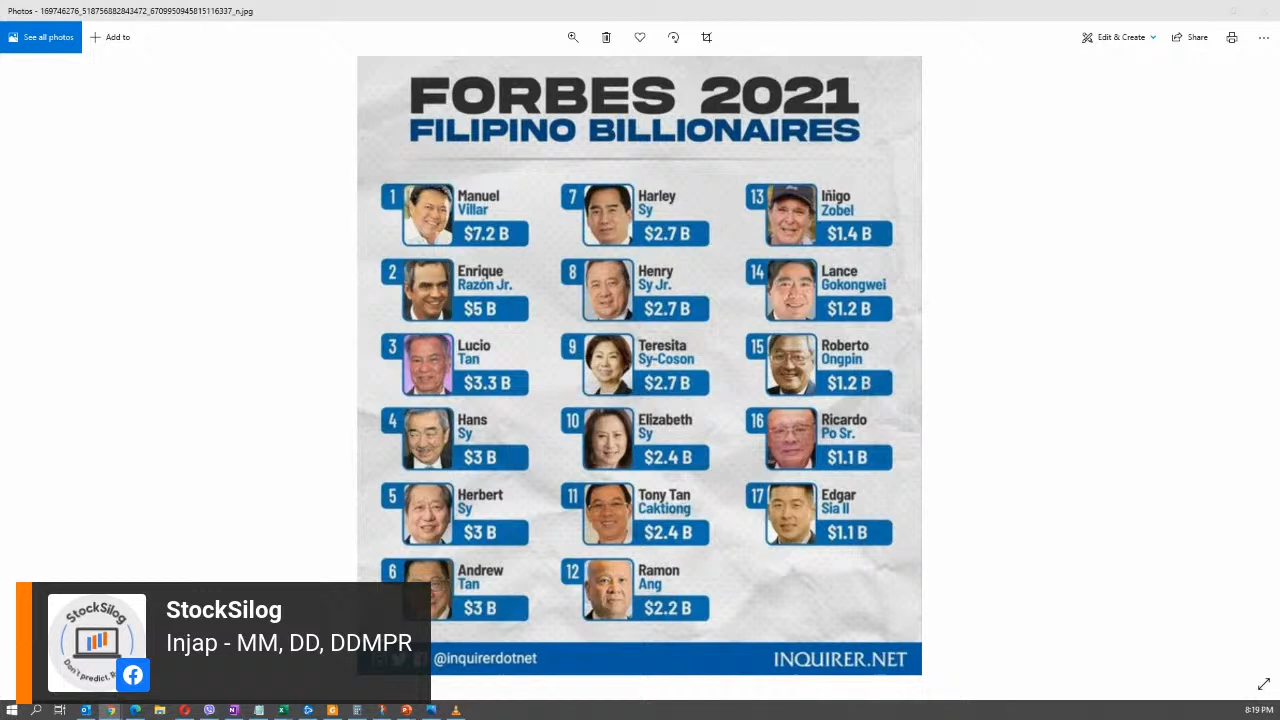 Photos - 169746276_518756882843472_6709950945815116337_n.jpg
See all photos
Add to
Edit & Create
Share
FORBES 2021
FILIPINO BILLIONAIRES
1
Manuel
Villar
$7.2 B
2
Enrique
Razón Jr.
$5 B
3
Lucio
Tan
$3.3 B
4
Hans
Sy
$3 B
5
Herbert
Sy
$3 B
6
Andrew
Tan
$3 B
7
Harley
Sy
$2.7 B
8
Henry
Sy Jr.
$2.7 B
9
Teresita
Sy-Coson
$2.7 B
10
Elizabeth
Sy
$2.4 B
11
Tony Tan
Caktiong
$2.4 B
12
Ramon
Ang
$2.2 B
13
Iñigo
Zobel
$1.4 B
14
Lance
Gokongwei
$1.2 B
15
Roberto
Ongpin
$1.2 B
16
Ricardo
Po Sr.
$1.1 B
17
Edgar
Sia II
$1.1 B
@inquirerdotnet
INQUIRER.NET
StockSilog
Don't predict.
StockSilog
Injap - MM, DD, DDMPR
8:19 PM